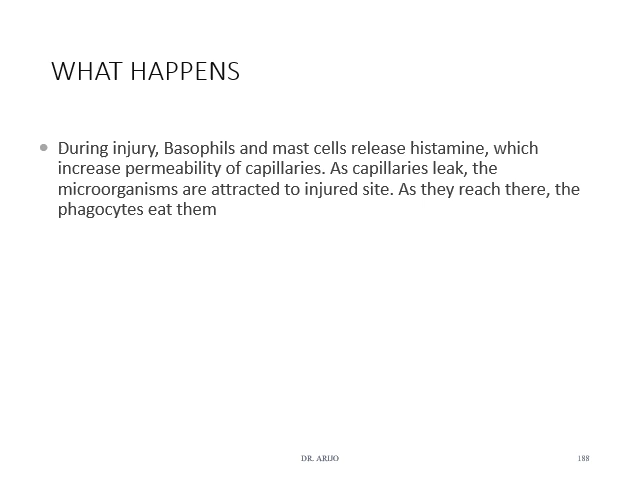 WHAT HAPPENS
During injury, Basophils and mast cells release histamine, which
increase permeability of capillaries. As capillaries leak, the
microorganisms are attracted to injured site. As they reach there, the
phagocytes eat them
DR. ARIJO
188